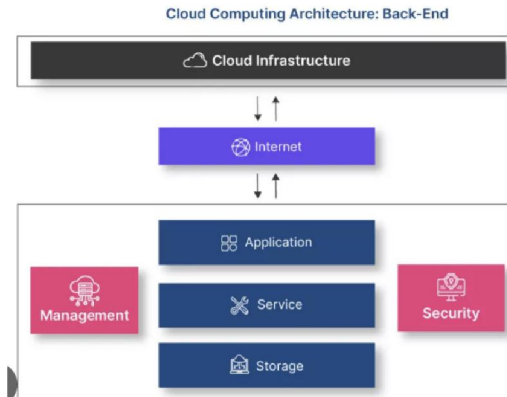 Cloud Computing Architecture: Back-End
Cloud Infrastructure
Internet
Application
Management
Service
Security
Storage